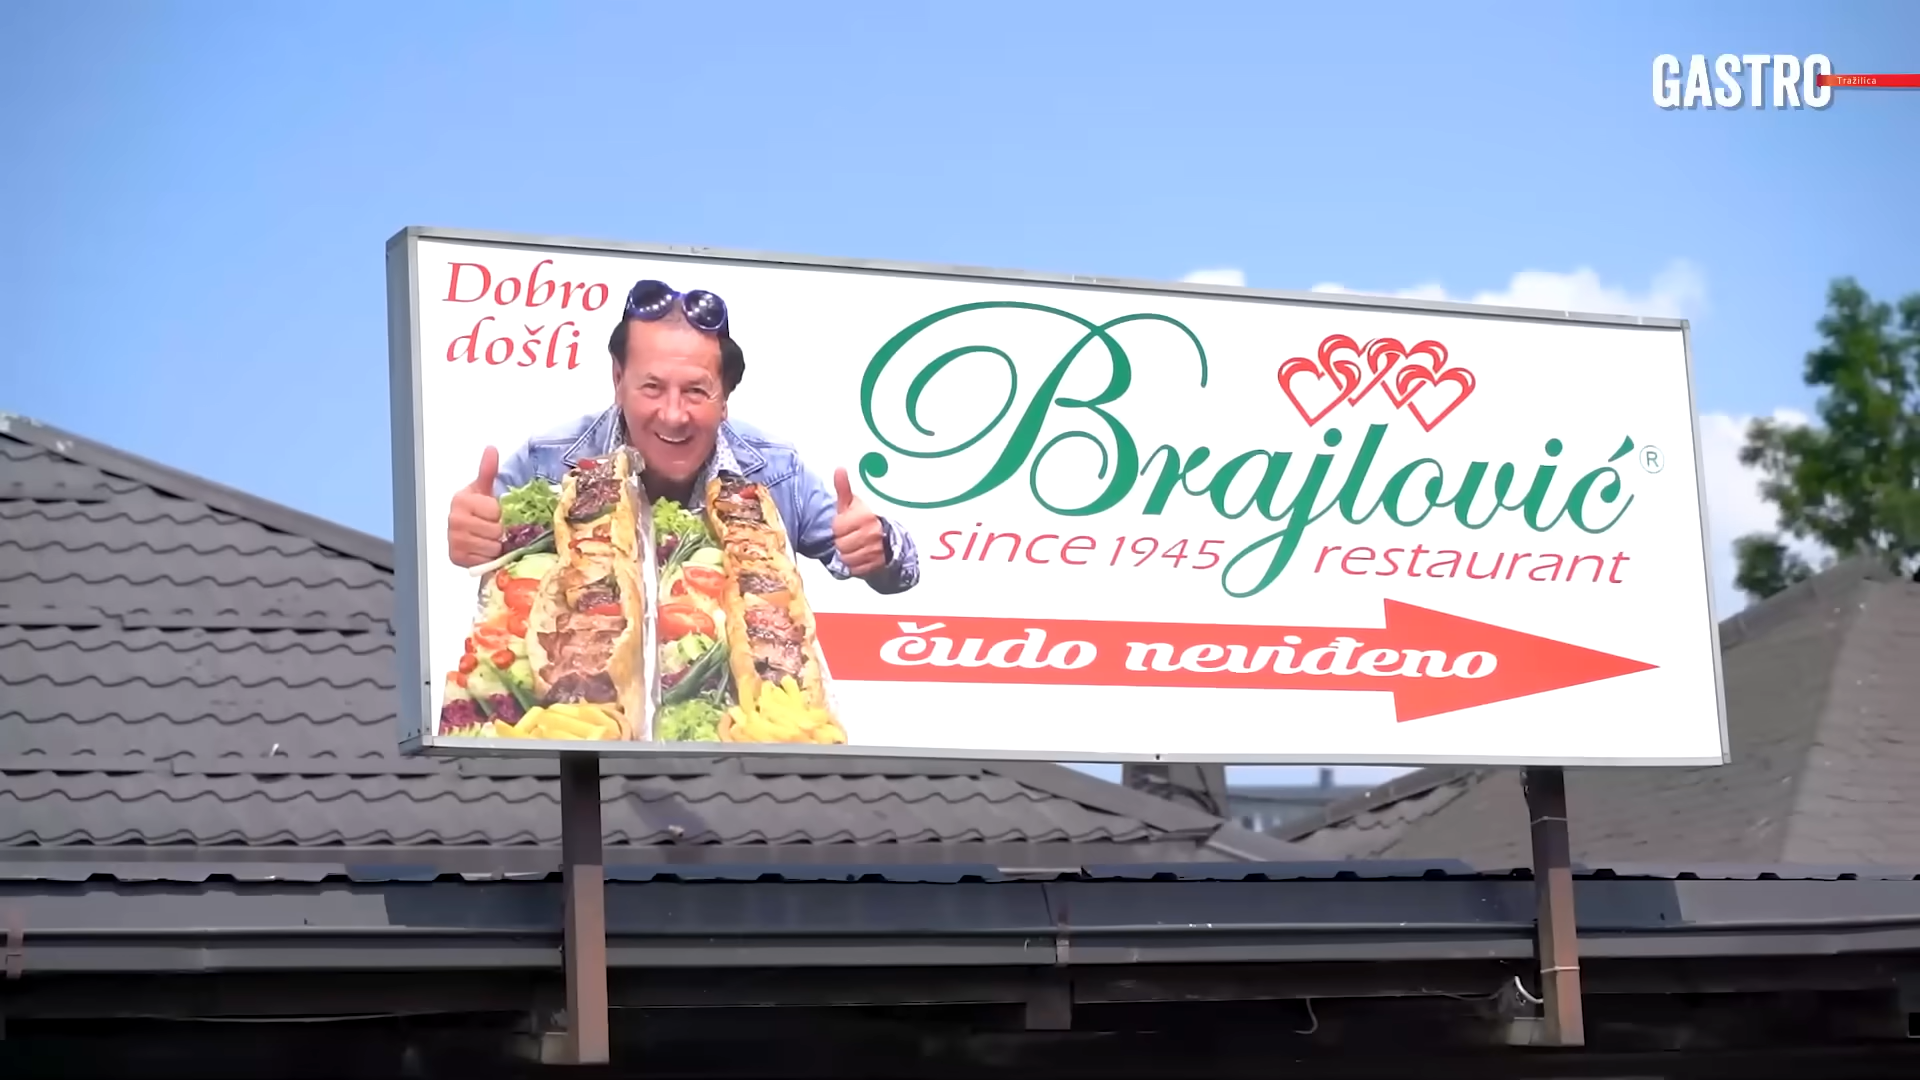 GASTRO
Tražilica
Dobro
došli
Brajlović ®
since 1945 restaurant
čudo neviđeno